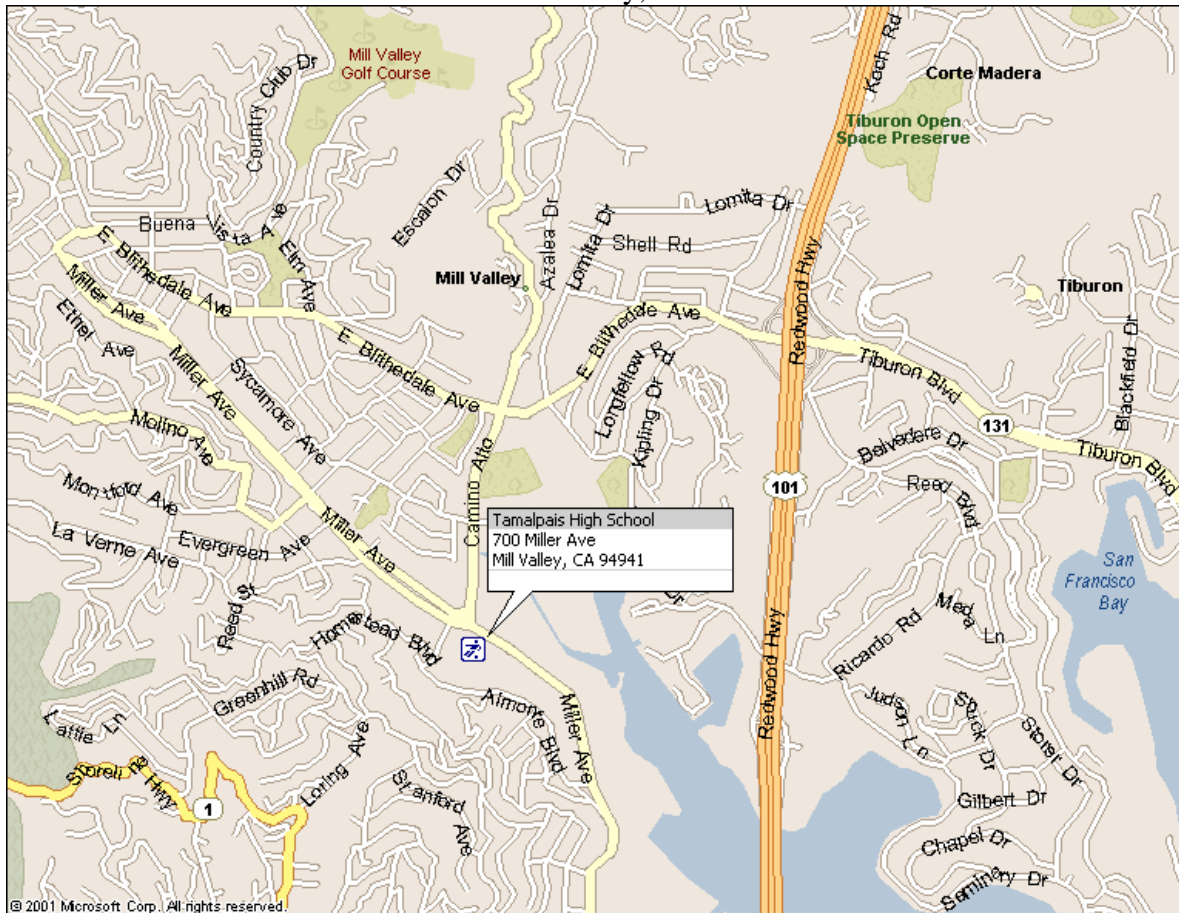 Mill Valley
Golf Course
Country Club Dr
Koch Rd
Corte Madera
Tiburon Open
Space Preserve
Escalon Dr
Azalea Dr
Lomita Dr
Lomita Dr
Shell Rd
Buena Vista Ave
Elm Ave
E Blithedale Ave
Mill Valley
Redwood Hwy
Tiburon
Miller Ave
Ethel Ave
Miller Ave
E Blithedale Ave
E Blithedale Ave
Longfellow Rd
Kipling Dr
Tiburon Blvd
Blackfield Dr
131
Tiburon Blvd
Sycamore Ave
Molino Ave
Belvedere Dr
Reed Blvd
101
Montford Ave
La Verne Ave
Evergreen Ave
Miller Ave
Camino Alto
Tamalpais High School
700 Miller Ave
Mill Valley, CA 94941
San
Francisco
Bay
Reed St
Homestead Blvd
Dr
Meda Ln
Ricardo Rd
Redwood Hwy
Greenhill Rd
Almonte Blvd
Miller Ave
Judson Ln
Storer Dr
Lattie Ln
Shoreline Hwy
1
Loring Ave
Stanford Ave
Gilbert Dr
Chapel Dr
Seminary Dr
© 2001 Microsoft Corp. All rights reserved.